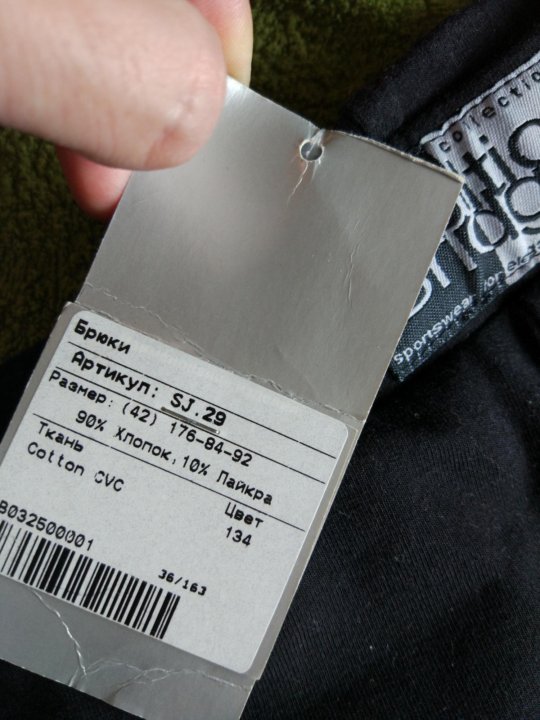 Брюки
Артикул: SJ.29
Размер: (42) 176-84-92
90% Хлопок, 10% Лайкра
Ткань Цвет
Cotton CVC 134
B032500001
36/163
collection
sportswear